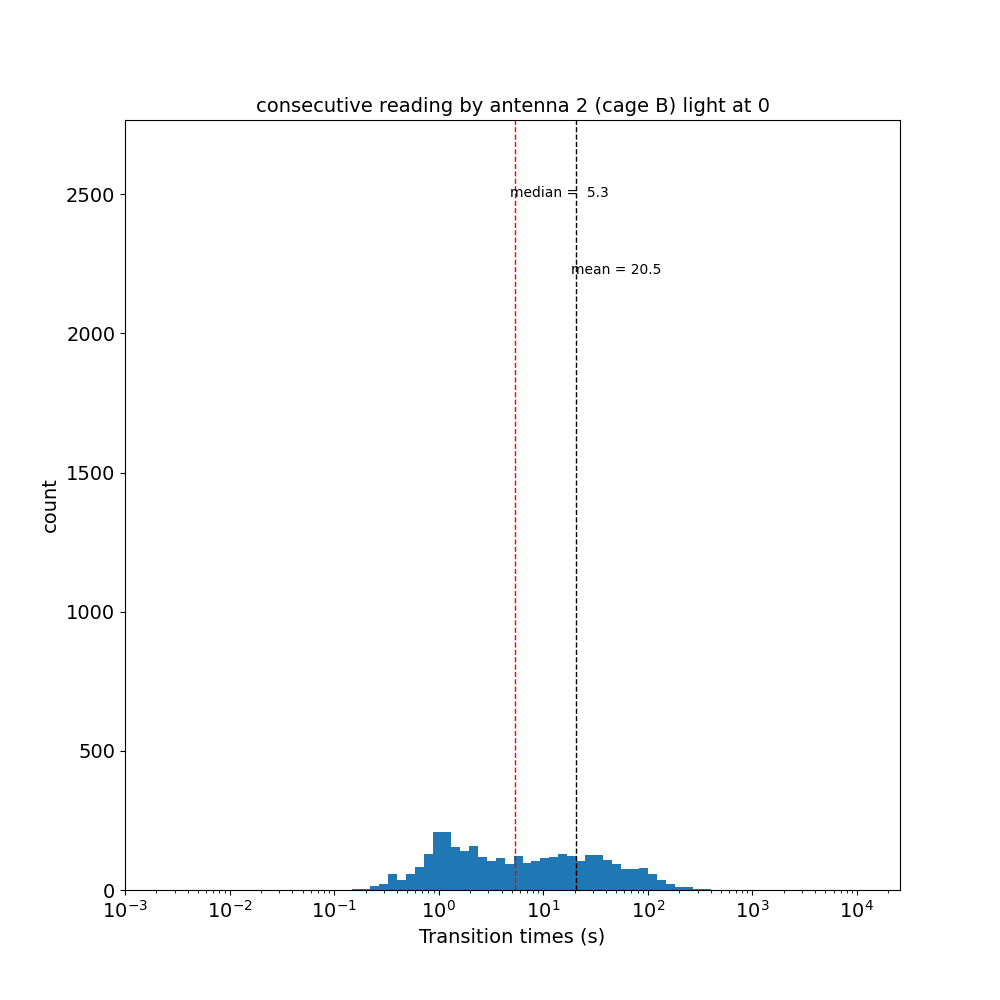 consecutive reading by antenna 2 (cage B) light at 0
2500
median =  5.3
mean = 20.5
2000
1500
count
1000
500
0
10⁻³ 10⁻² 10⁻¹ 10⁰ 10¹ 10² 10³ 10⁴
Transition times (s)